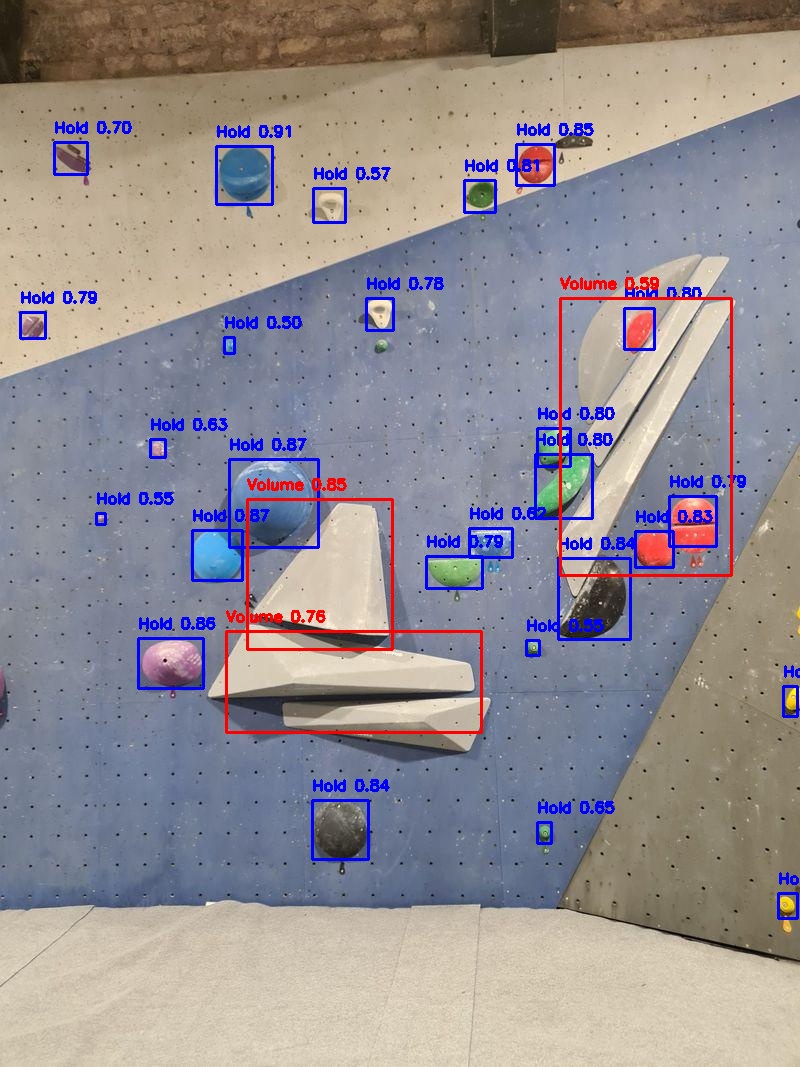 Hold 0.70
Hold 0.91
Hold 0.85
Hold 0.57
Hold 0.81
Hold 0.79
Hold 0.78
Volume 0.59
Hold 0.80
Hold 0.50
Hold 0.63
Hold 0.80
Hold 0.87
Hold 0.80
Volume 0.85
Hold 0.79
Hold 0.55
Hold 0.87
Hold 0.62
Hold 0.83
Hold 0.79
Hold 0.84
Volume 0.76
Hold 0.86
Hold 0.55
Ho
Hold 0.84
Hold 0.65
Ho